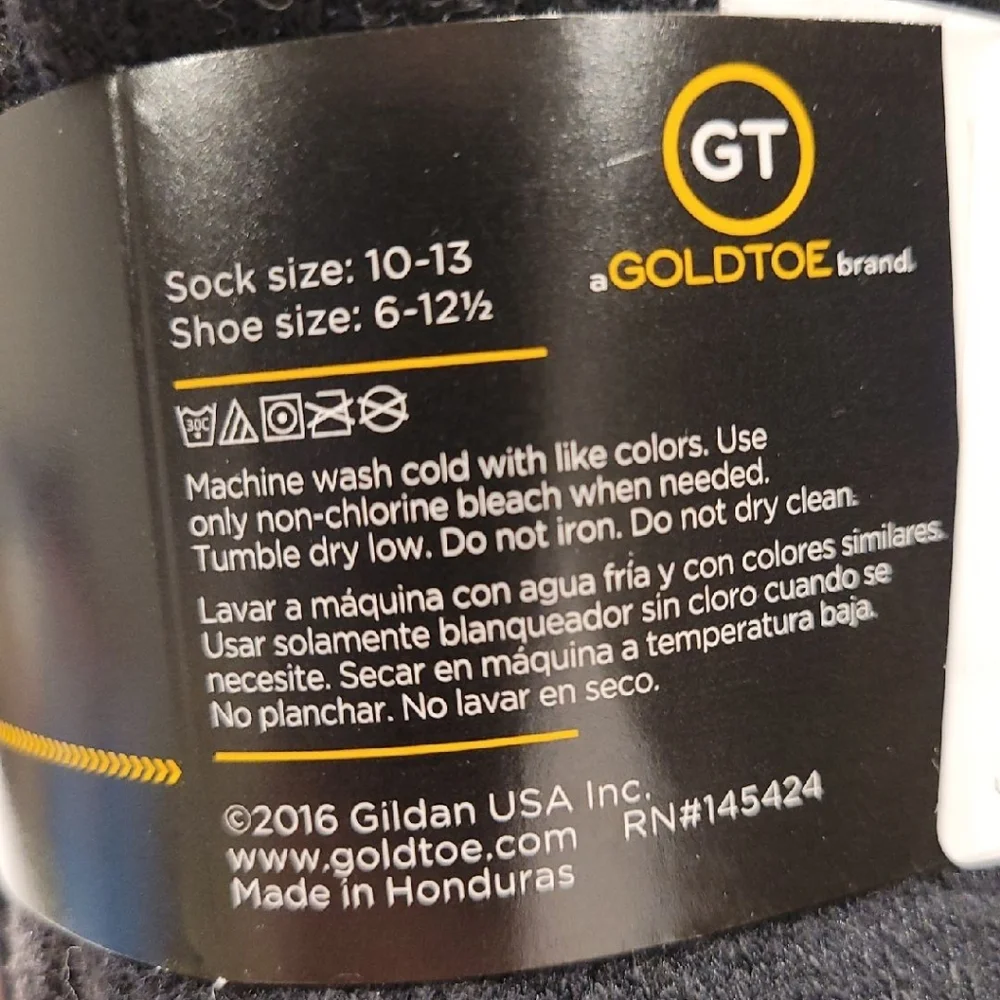 GT
a GOLDTOE brand.
Sock size: 10-13
Shoe size: 6-12½
30C
Machine wash cold with like colors. Use
only non-chlorine bleach when needed.
Tumble dry low. Do not iron. Do not dry clean.
Lavar a máquina con agua fría y con colores similares.
Usar solamente blanqueador sin cloro cuando se
necesite. Secar en máquina a temperatura baja.
No planchar. No lavar en seco.
©2016 Gildan USA Inc.
www.goldtoe.com RN#145424
Made in Honduras